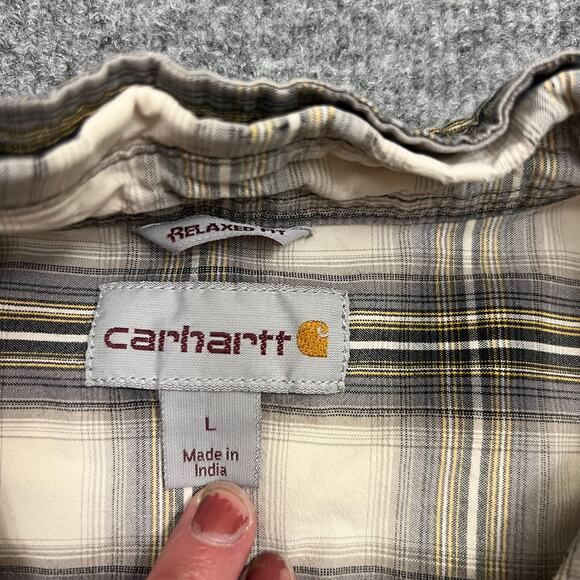 RELAXED FIT
carhartt
L
Made in
India